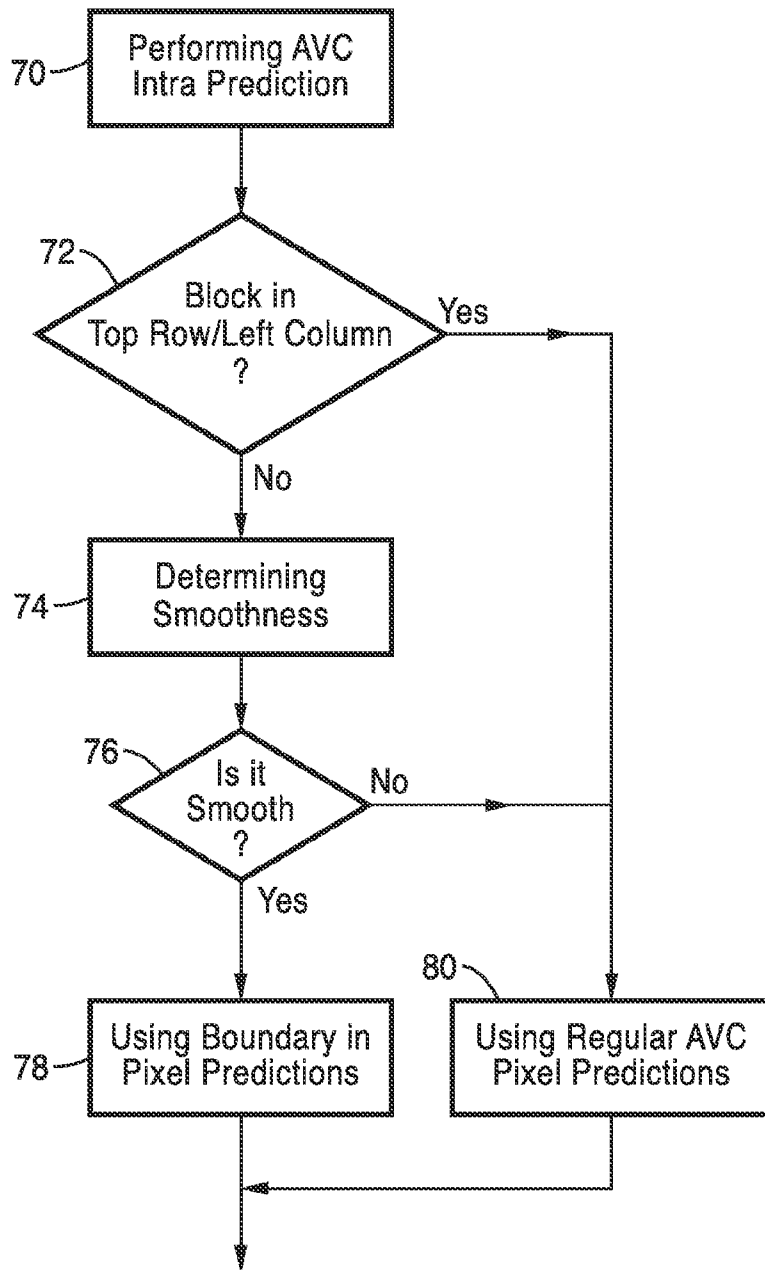 70
Performing AVC
Intra Prediction
72
Block in
Top Row/Left Column
?
Yes
No
74
Determining
Smoothness
76
Is it
Smooth
?
No
Yes
78
Using Boundary in
Pixel Predictions
80
Using Regular AVC
Pixel Predictions